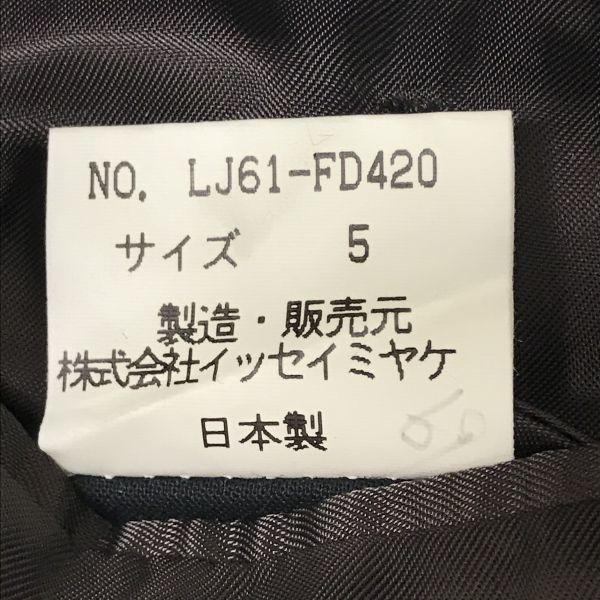 NO. LJ61-FD420
サイズ 5
製造・販売元
株式会社イッセイミヤケ
日本製